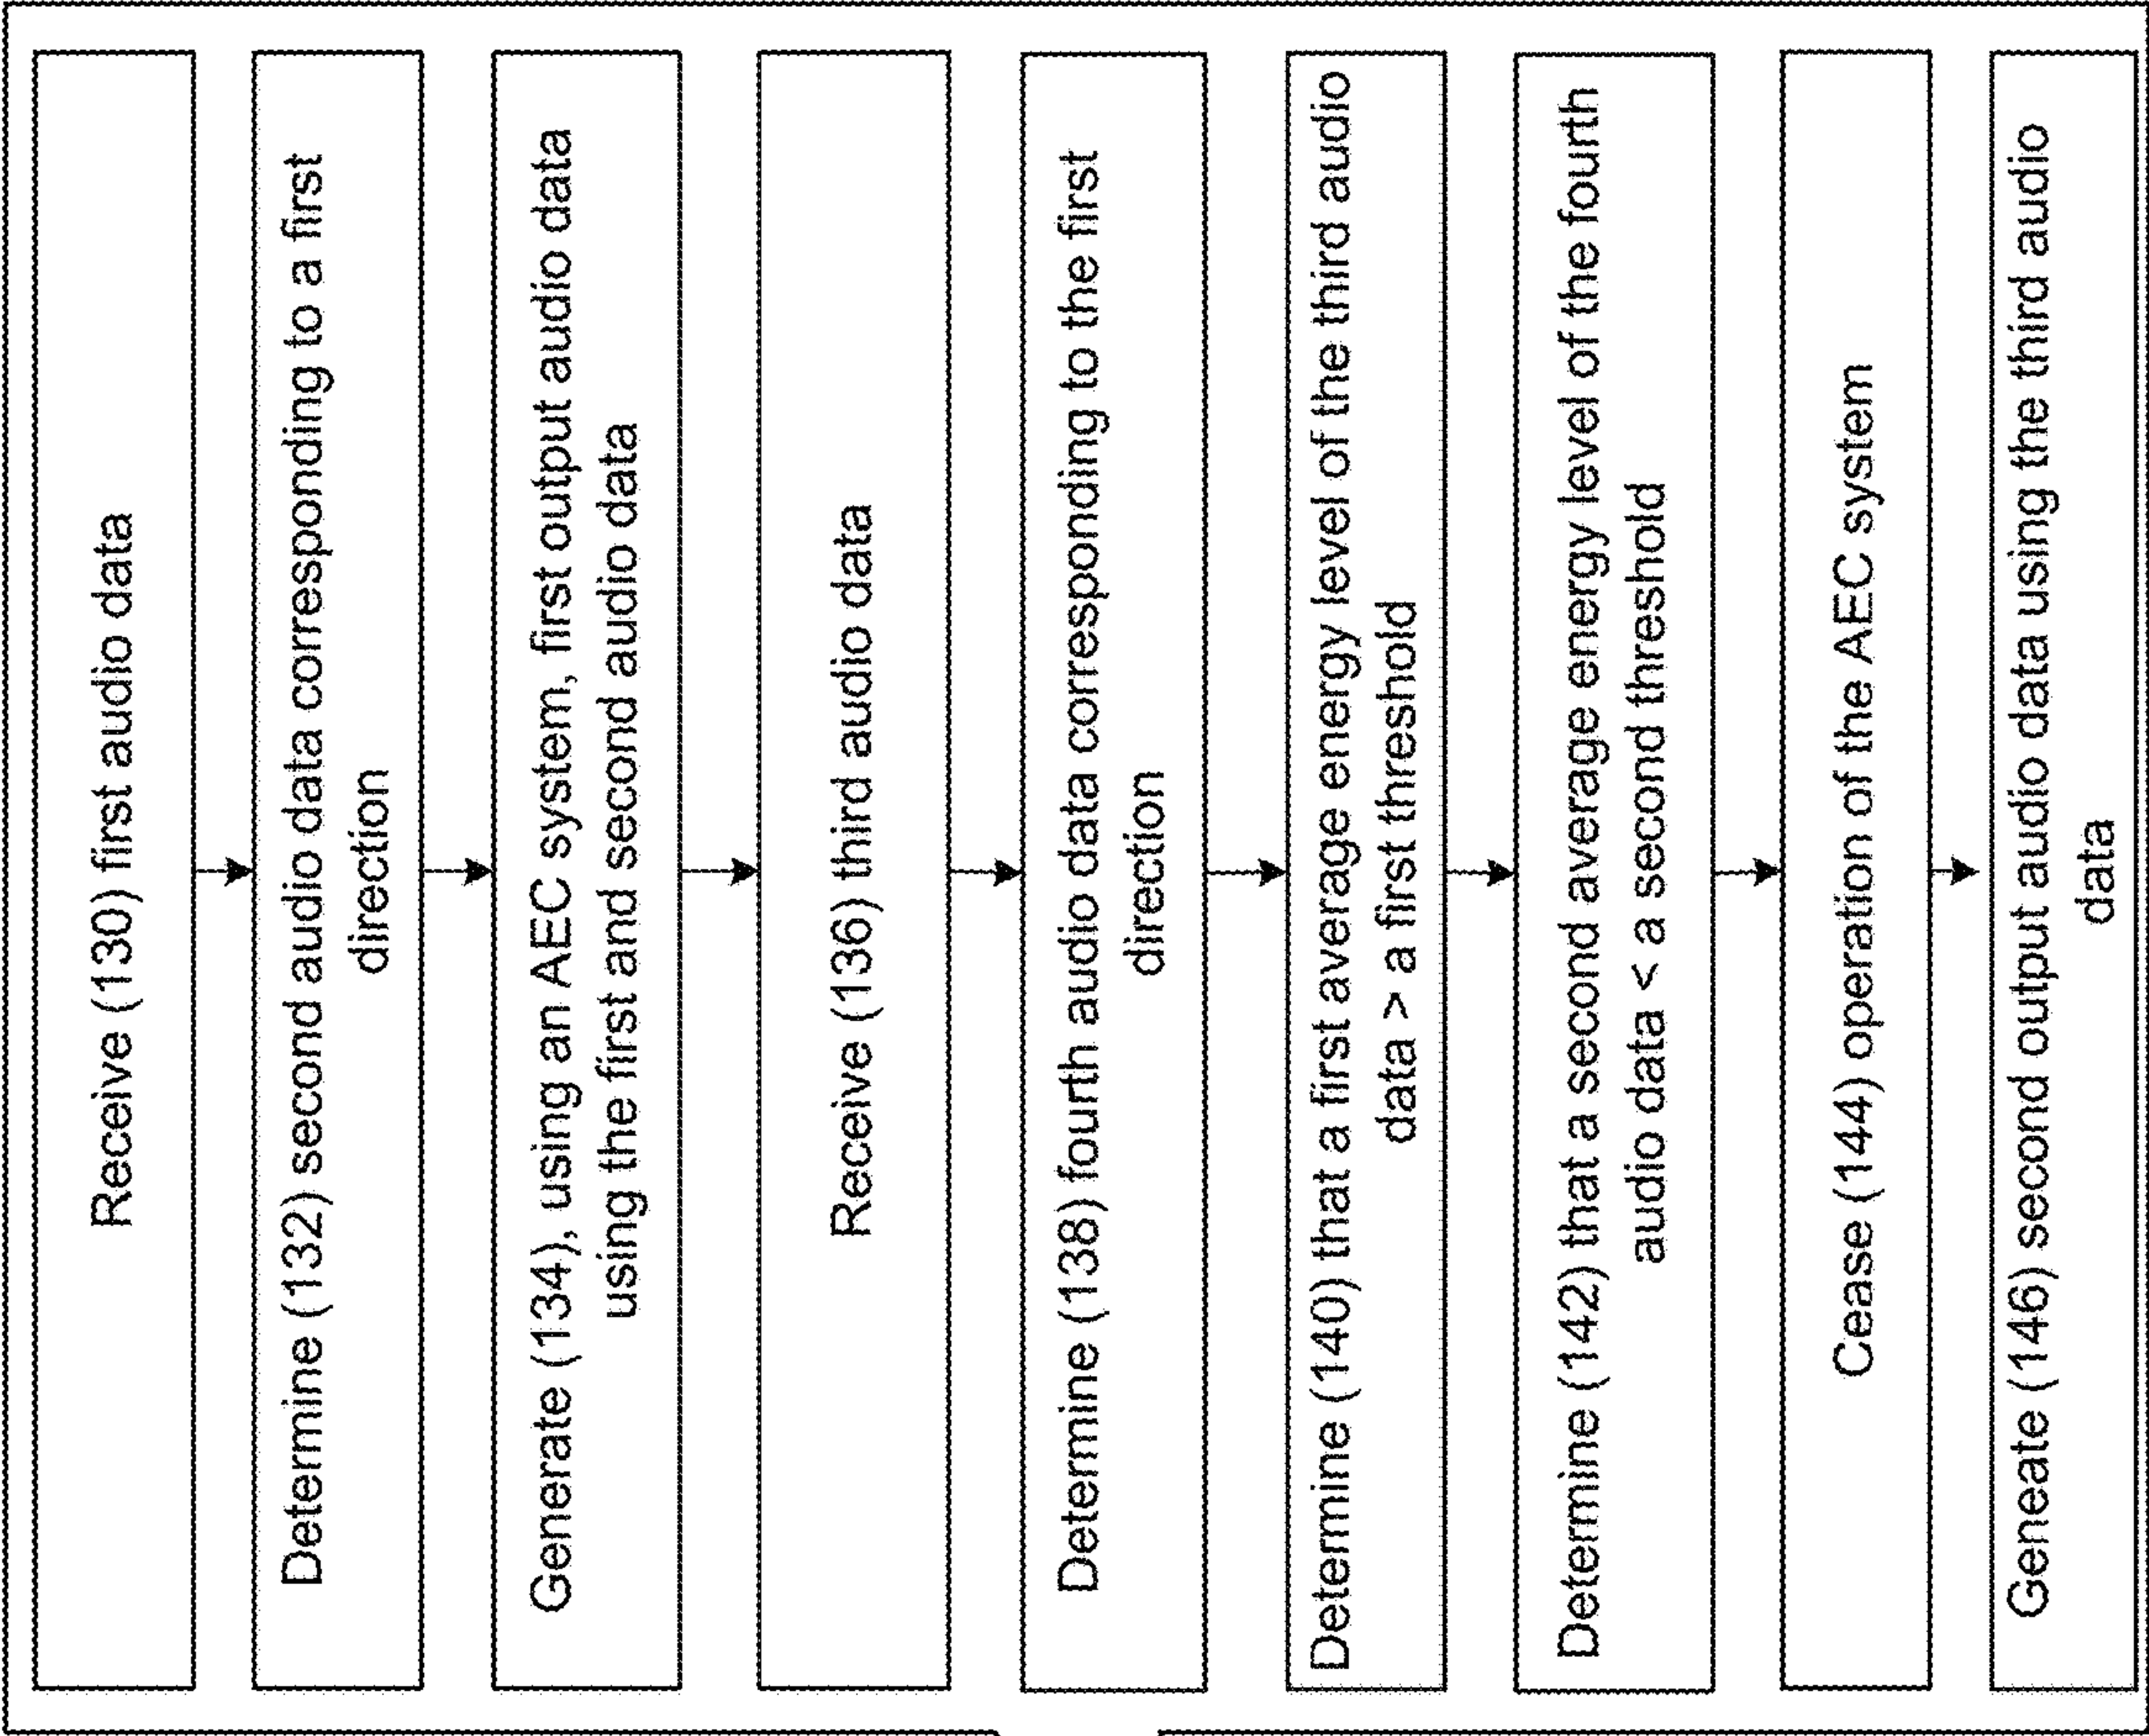 Receive (130) first audio data
Determine (132) second audio data corresponding to a first
direction
Generate (134), using an AEC system, first output audio data
using the first and second audio data
Receive (136) third audio data
Determine (138) fourth audio data corresponding to the first
direction
Determine (140) that a first average energy level of the third audio
data > a first threshold
Determine (142) that a second average energy level of the fourth
audio data < a second threshold
Cease (144) operation of the AEC system
Geneate (146) second output audio data using the third audio
data